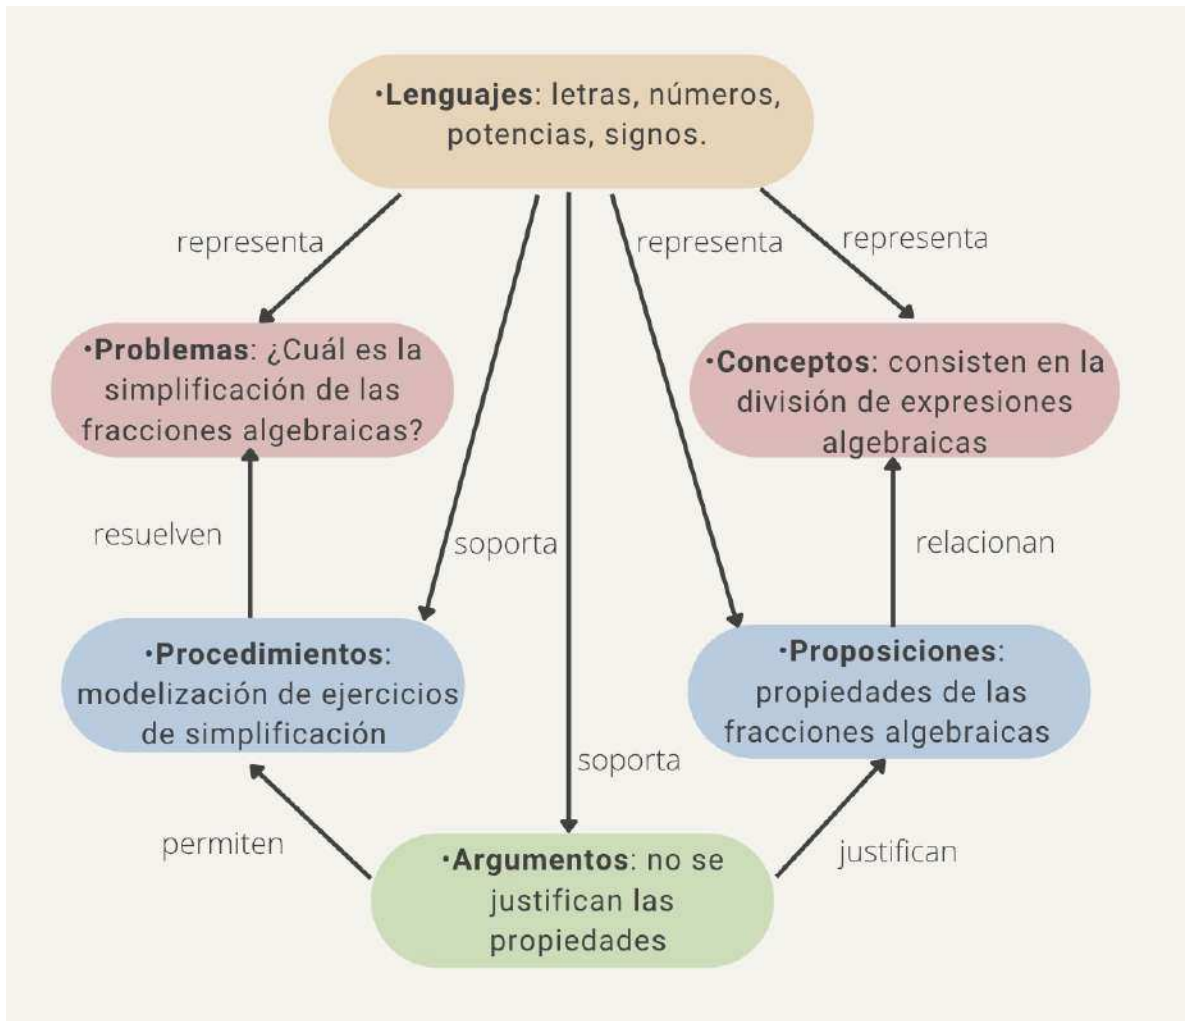 ·Lenguajes: letras, números,
potencias, signos.
representa
representa
representa
·Problemas: ¿Cuál es la
simplificación de las
fracciones algebraicas?
·Conceptos: consisten en la
división de expresiones
algebraicas
resuelven
soporta
relacionan
·Procedimientos:
modelización de ejercicios
de simplificación
·Proposiciones:
propiedades de las
fracciones algebraicas
soporta
permiten
justifican
·Argumentos: no se
justifican las
propiedades